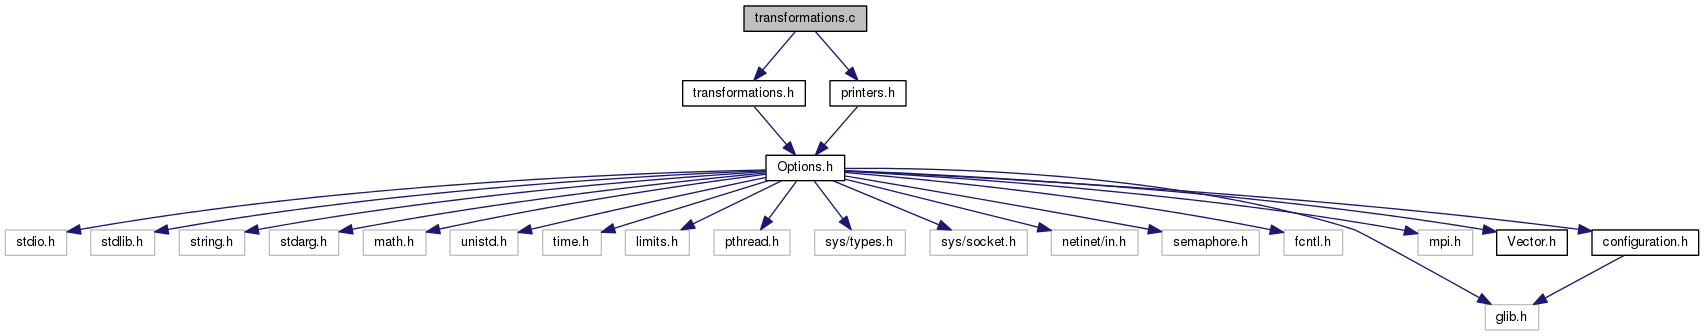 transformations.c
transformations.h
printers.h
Options.h
stdio.h
stdlib.h
string.h
stdarg.h
math.h
unistd.h
time.h
limits.h
pthread.h
sys/types.h
sys/socket.h
netinet/in.h
semaphore.h
fcntl.h
mpi.h
Vector.h
configuration.h
glib.h